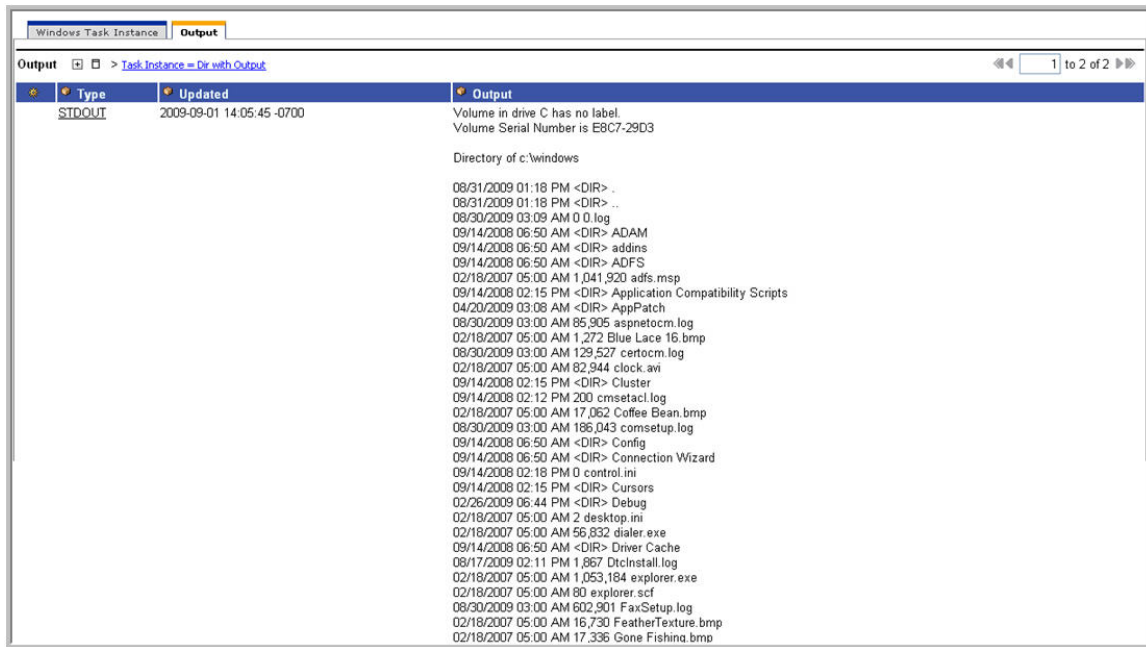 Windows Task Instance Output
Output > Task Instance = Dir with Output 1 to 2 of 2
Type Updated Output
STDOUT 2009-09-01 14:05:45 -0700 Volume in drive C has no label.
Volume Serial Number is E8C7-29D3
Directory of c:\windows
08/31/2009 01:18 PM <DIR> .
08/31/2009 01:18 PM <DIR> ..
08/30/2009 03:09 AM 0 0.log
09/14/2008 06:50 AM <DIR> ADAM
09/14/2008 06:50 AM <DIR> addins
09/14/2008 06:50 AM <DIR> ADFS
02/18/2007 05:00 AM 1,041,920 adfs.msp
09/14/2008 02:15 PM <DIR> Application Compatibility Scripts
04/20/2009 03:08 AM <DIR> AppPatch
08/30/2009 03:00 AM 85,905 aspnetocm.log
02/18/2007 05:00 AM 1,272 Blue Lace 16.bmp
08/30/2009 03:00 AM 129,527 certocm.log
02/18/2007 05:00 AM 82,944 clock.avi
09/14/2008 02:15 PM <DIR> Cluster
09/14/2008 02:12 PM 200 cmsetacl.log
02/18/2007 05:00 AM 17,062 Coffee Bean.bmp
08/30/2009 03:00 AM 186,043 comsetup.log
09/14/2008 06:50 AM <DIR> Config
09/14/2008 06:50 AM <DIR> Connection Wizard
09/14/2008 02:18 PM 0 control.ini
09/14/2008 02:15 PM <DIR> Cursors
02/26/2009 06:44 PM <DIR> Debug
02/18/2007 05:00 AM 2 desktop.ini
02/18/2007 05:00 AM 56,832 dialer.exe
09/14/2008 06:50 AM <DIR> Driver Cache
08/17/2009 02:11 PM 1,867 DtcInstall.log
02/18/2007 05:00 AM 1,053,184 explorer.exe
02/18/2007 05:00 AM 80 explorer.scf
08/30/2009 03:00 AM 602,901 FaxSetup.log
02/18/2007 05:00 AM 16,730 FeatherTexture.bmp
02/18/2007 05:00 AM 17,336 Gone Fishing.bmp